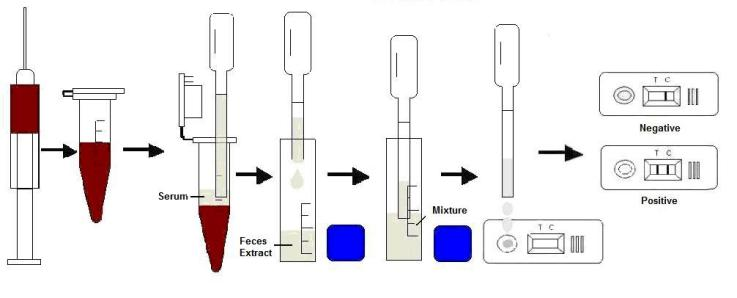 T C
Negative
T C
Positive
Serum
Mixture
Feces
Extract
T C